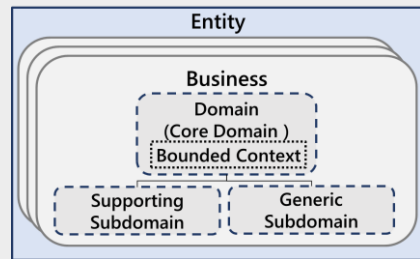 Entity
Business
Domain
(Core Domain )
Bounded Context
Supporting
Subdomain
Generic
Subdomain